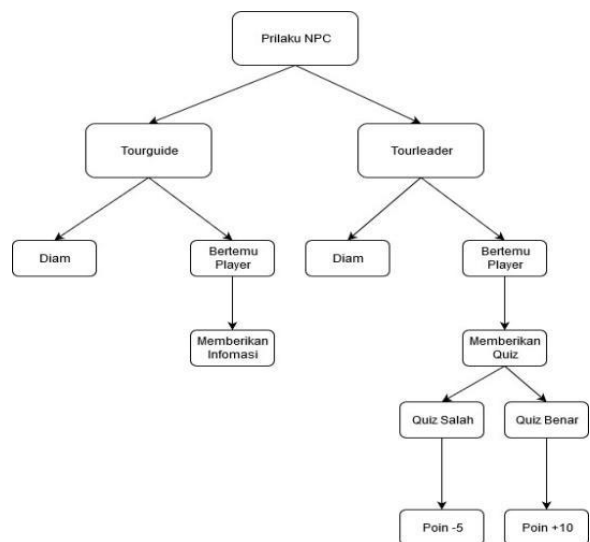 Prilaku NPC
Tourguide
Tourleader
Diam
Bertemu
Player
Diam
Bertemu
Player
Memberikan
Infomasi
Memberikan
Quiz
Quiz Salah
Quiz Benar
Poin -5
Poin +10